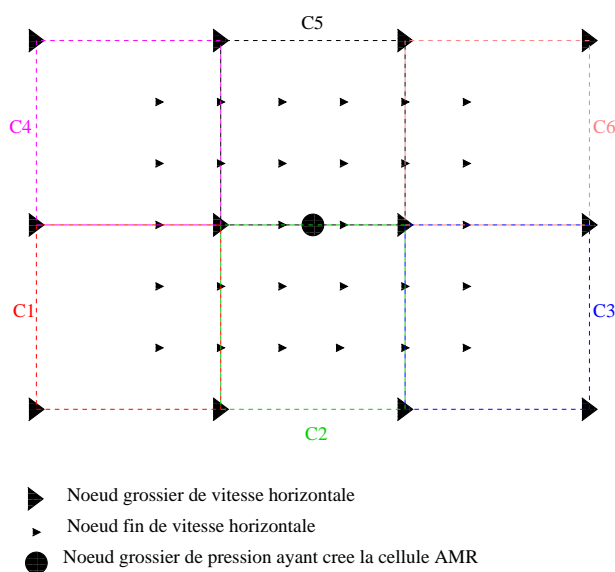 C5
C4
C6
C1
C3
C2
Noeud grossier de vitesse horizontale
Noeud fin de vitesse horizontale
Noeud grossier de pression ayant cree la cellule AMR